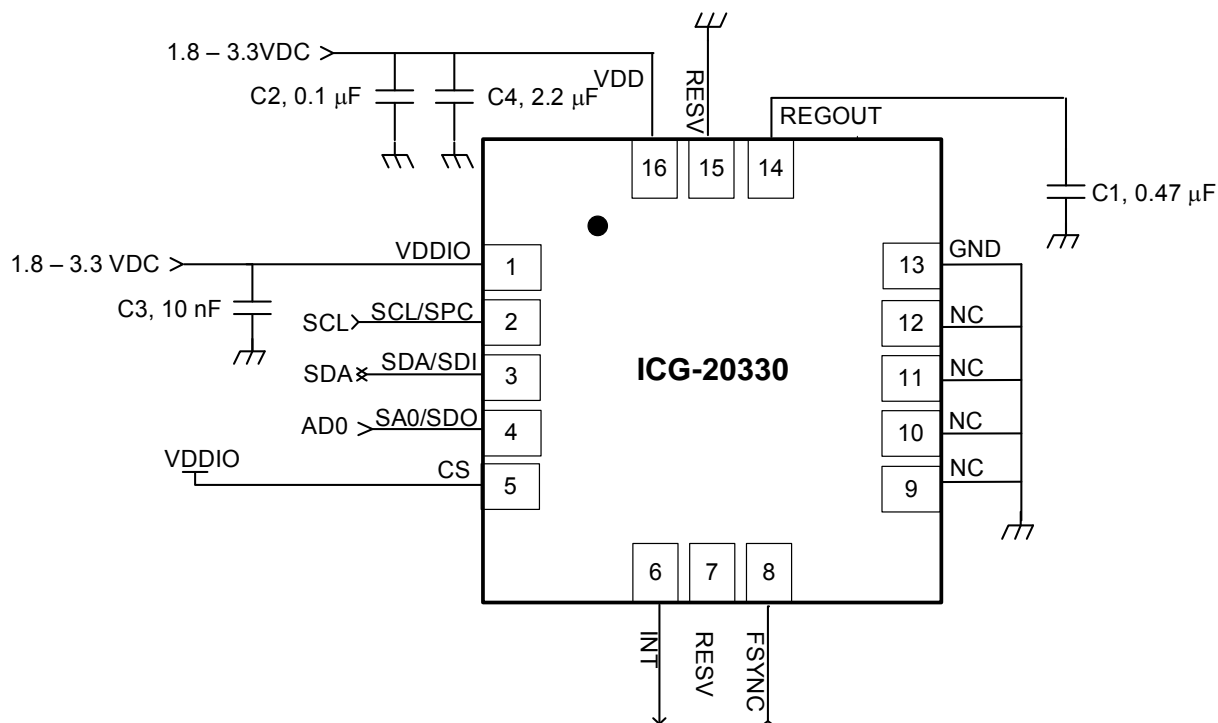 1.8 – 3.3VDC
VDD
C2, 0.1 μF
C4, 2.2 μF
RESV
REGOUT
16
15
14
C1, 0.47 μF
1.8 – 3.3 VDC
VDDIO
1
13
GND
C3, 10 nF
SCL
SCL/SPC
2
12
NC
SDA
SDA/SDI
3
ICG-20330
11
NC
AD0
SA0/SDO
4
10
NC
VDDIO
CS
5
9
NC
6
7
8
INT
RESV
FSYNC